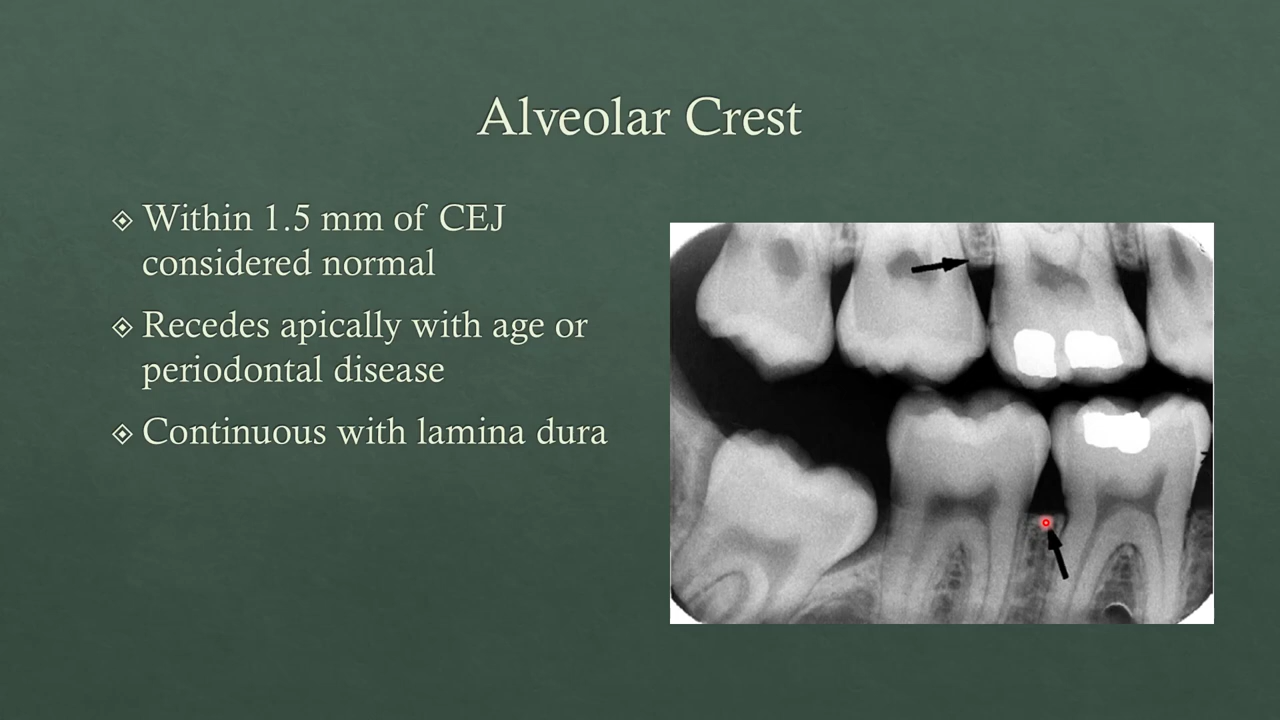 Alveolar Crest
Within 1.5 mm of CEJ
considered normal
Recedes apically with age or
periodontal disease
Continuous with lamina dura